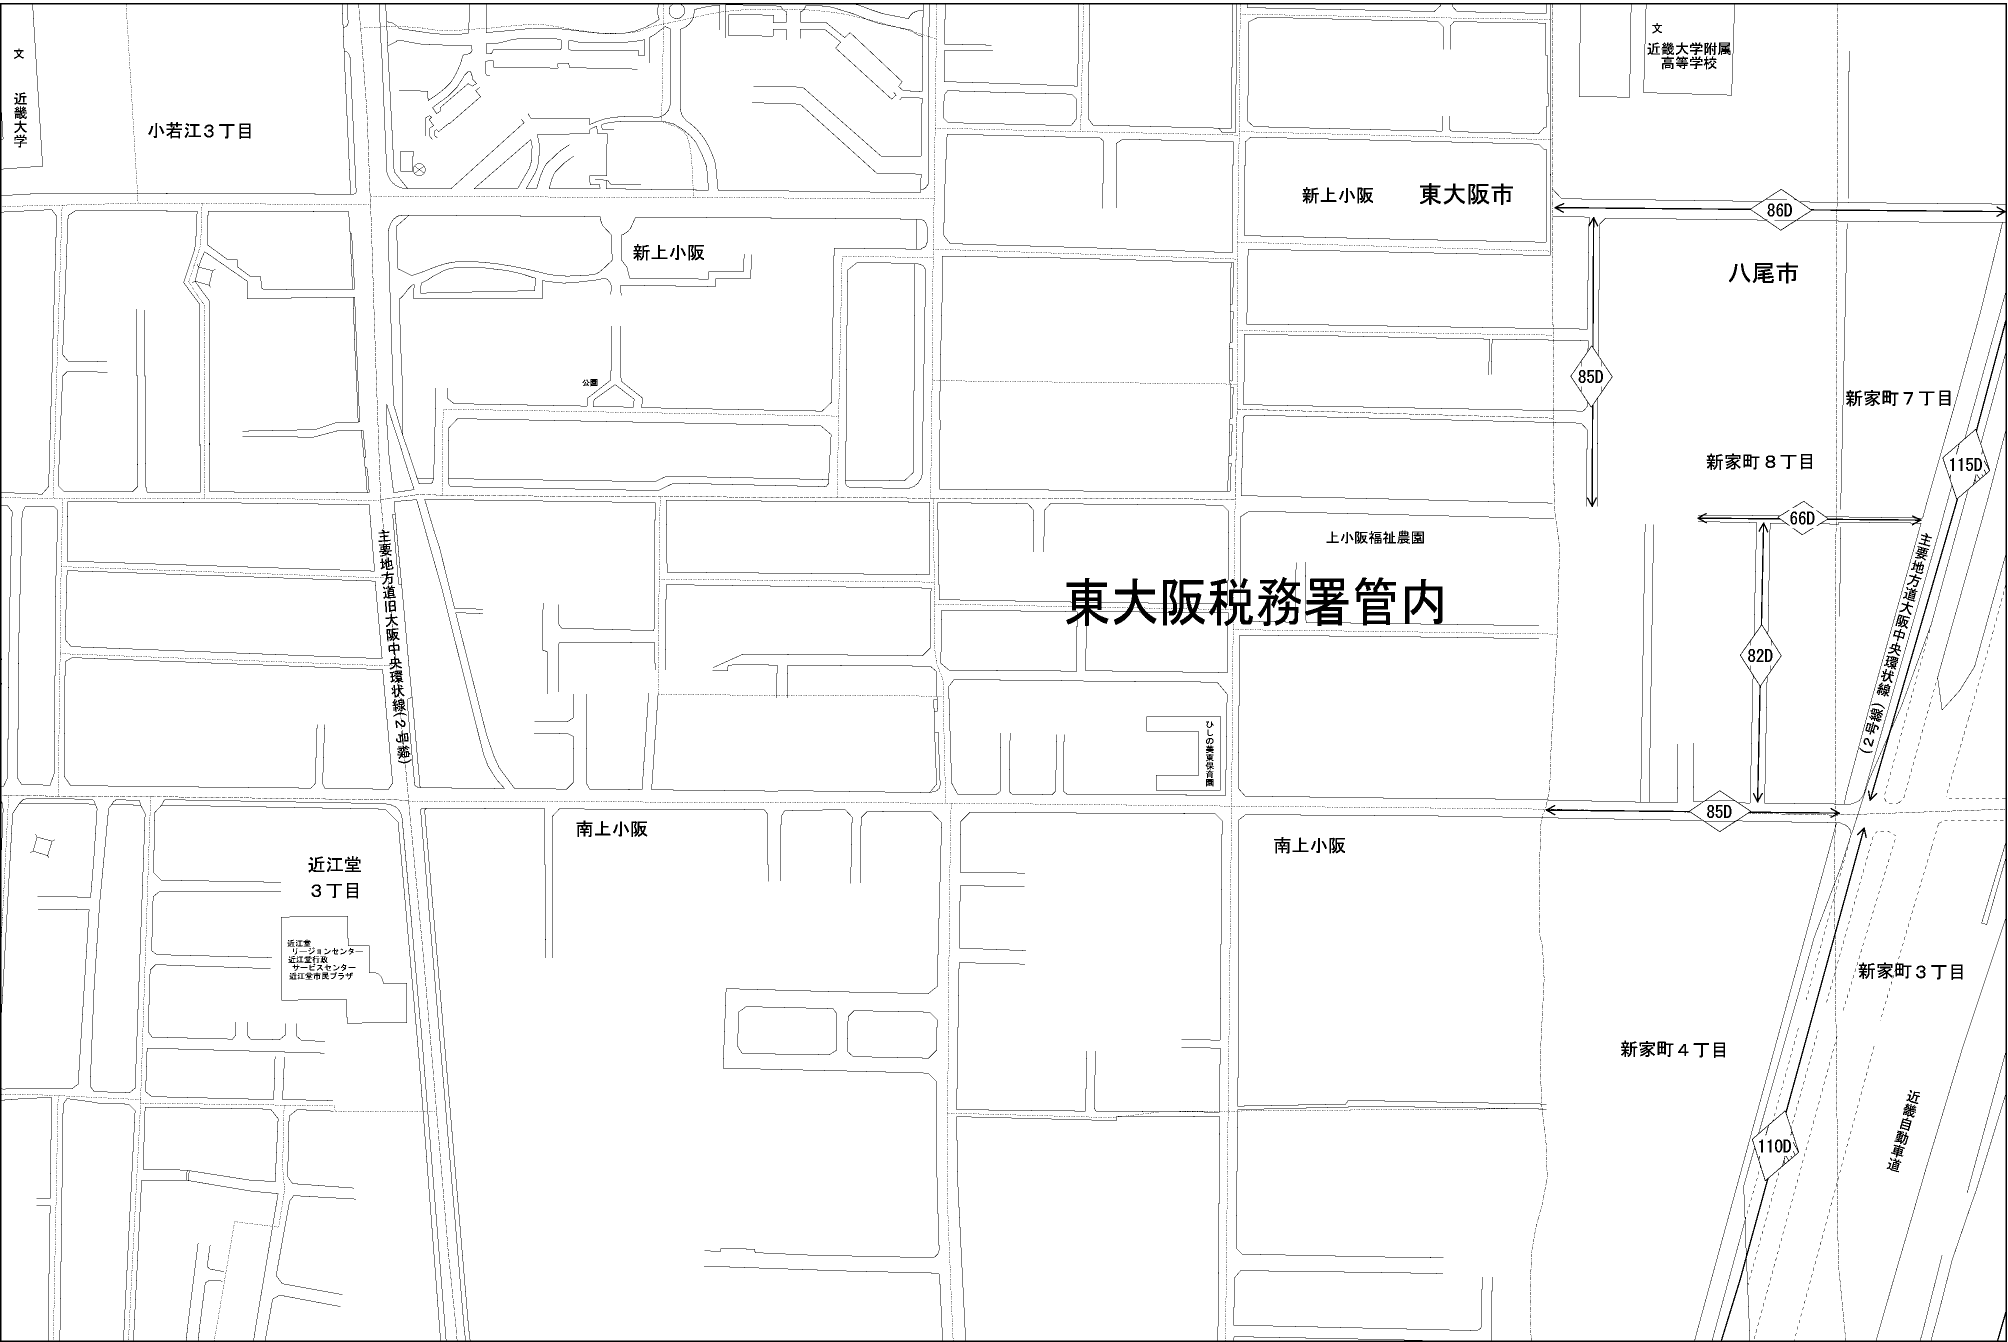 文
近畿大学附属
高等学校
文
近畿大学
小若江3丁目
新上小阪
東大阪市
86D
新上小阪
八尾市
85D
公園
新家町7丁目
新家町8丁目
115D
66D
上小阪福祉農園
主要地方道旧大阪中央環状線(2号線)
主要地方道大阪中央環状線
(2号線)
東大阪税務署管内
82D
ひしの美東保育園
85D
南上小阪
南上小阪
近江堂
3丁目
近江堂
リージョンセンター
近江堂行政
サービスセンター
近江堂市民プラザ
新家町3丁目
新家町4丁目
近畿自動車道
110D